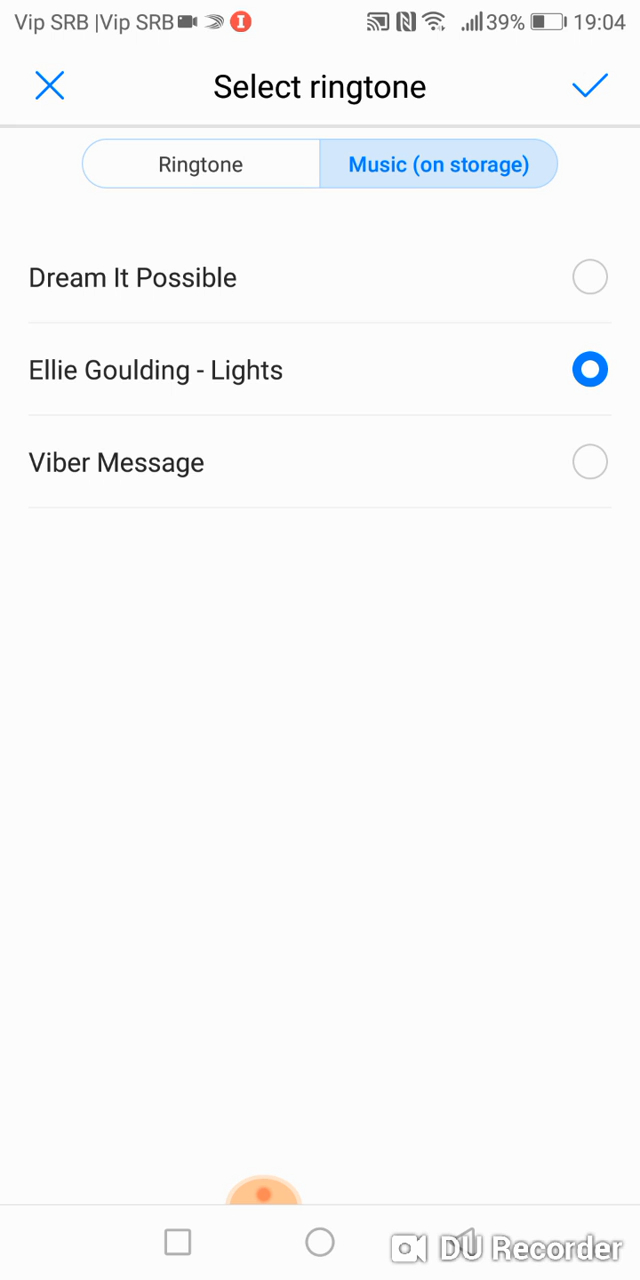 Vip SRB |Vip SRB 39% 19:04
Select ringtone
Ringtone Music (on storage)
Dream It Possible
Ellie Goulding - Lights
Viber Message
DU Recorder